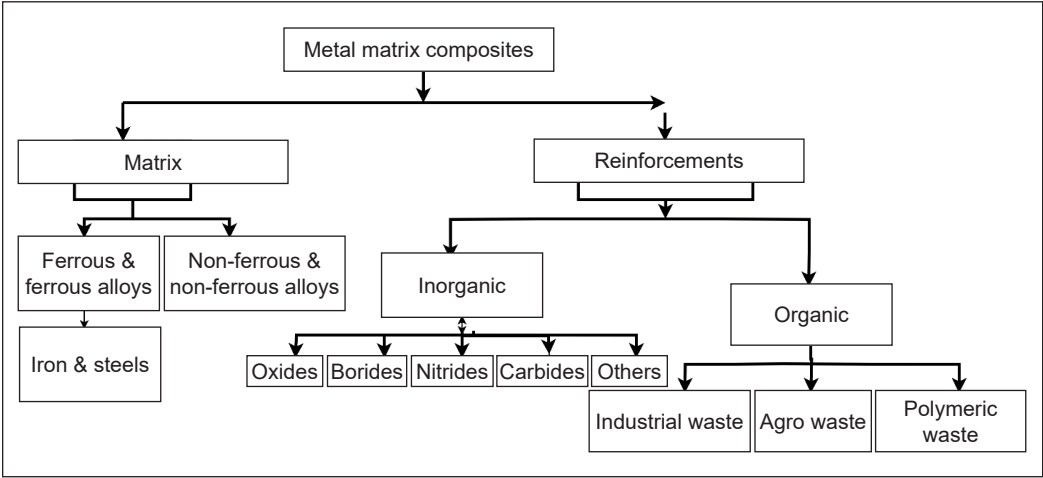 Metal matrix composites
Matrix
Reinforcements
Ferrous &
ferrous alloys
Non-ferrous &
non-ferrous alloys
Inorganic
Organic
Iron & steels
Oxides
Borides
Nitrides
Carbides
Others
Industrial waste
Agro waste
Polymeric
waste